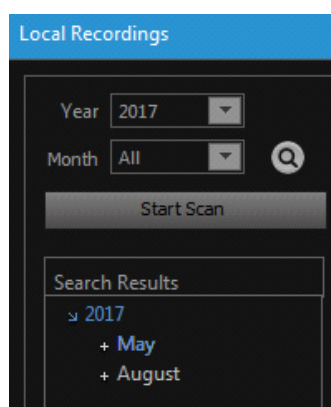 Local Recordings
Year 2017
Month All
Start Scan
Search Results
2017
+ May
+ August